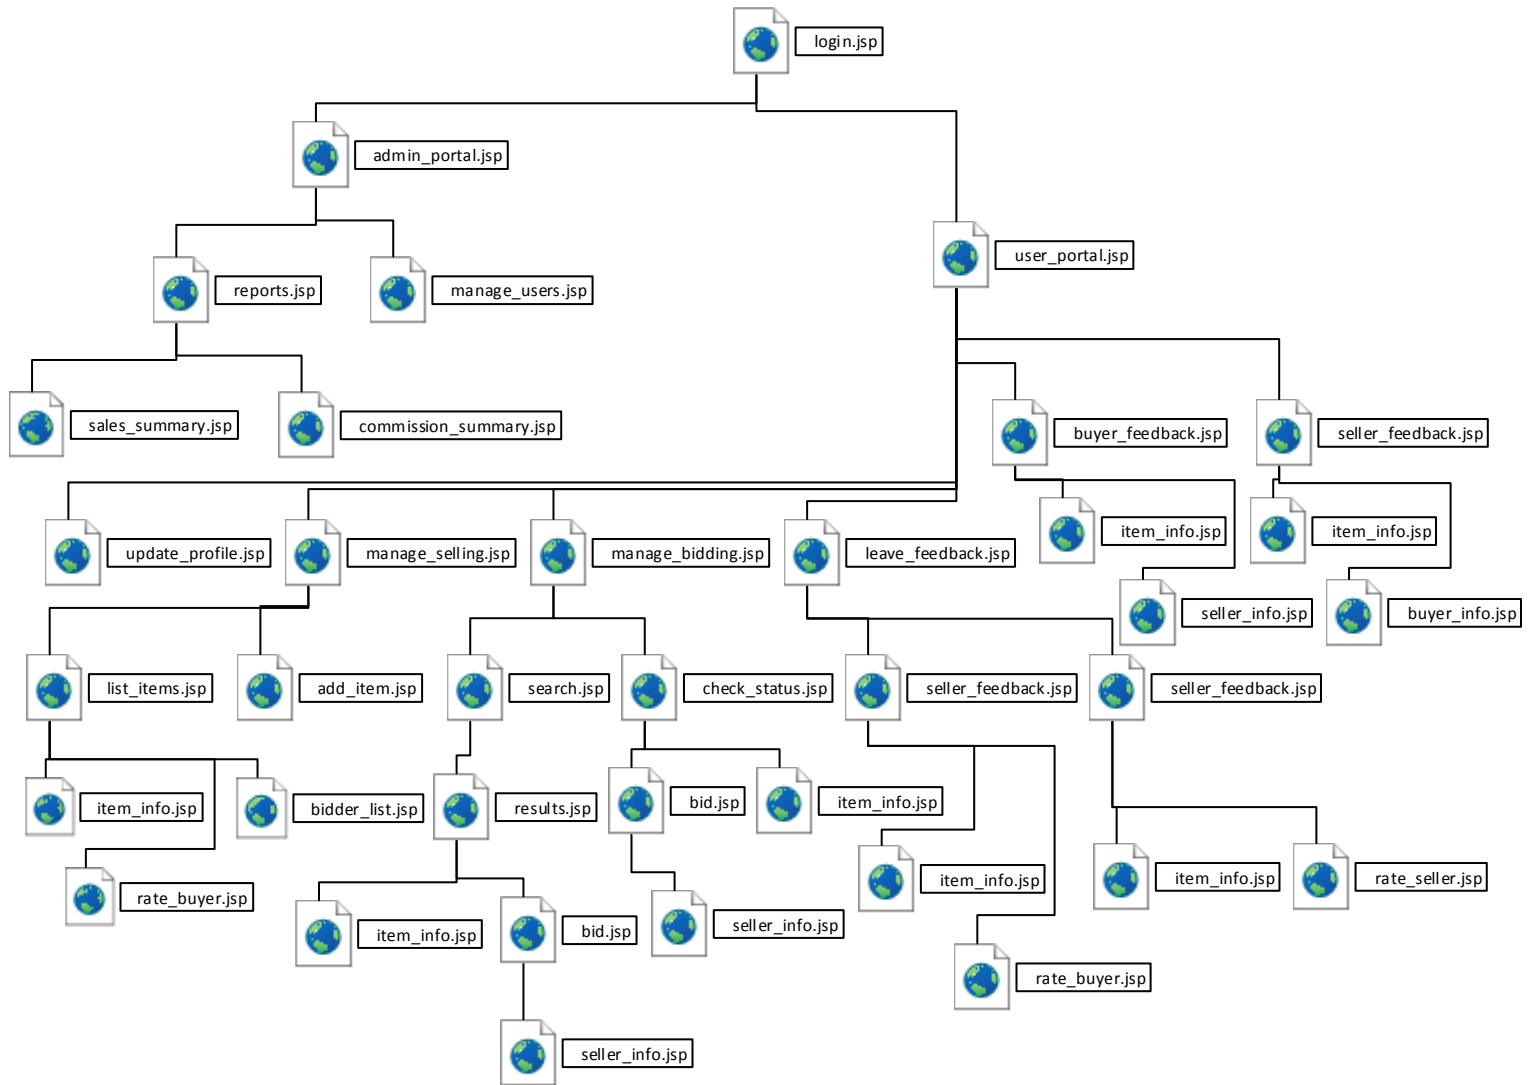 login.jsp
admin_portal.jsp
user_portal.jsp
reports.jsp
manage_users.jsp
sales_summary.jsp
commission_summary.jsp
buyer_feedback.jsp
seller_feedback.jsp
item_info.jsp
item_info.jsp
update_profile.jsp
manage_selling.jsp
manage_bidding.jsp
leave_feedback.jsp
seller_info.jsp
buyer_info.jsp
list_items.jsp
add_item.jsp
search.jsp
check_status.jsp
seller_feedback.jsp
seller_feedback.jsp
item_info.jsp
bidder_list.jsp
results.jsp
bid.jsp
item_info.jsp
item_info.jsp
item_info.jsp
rate_seller.jsp
rate_buyer.jsp
item_info.jsp
bid.jsp
seller_info.jsp
rate_buyer.jsp
seller_info.jsp